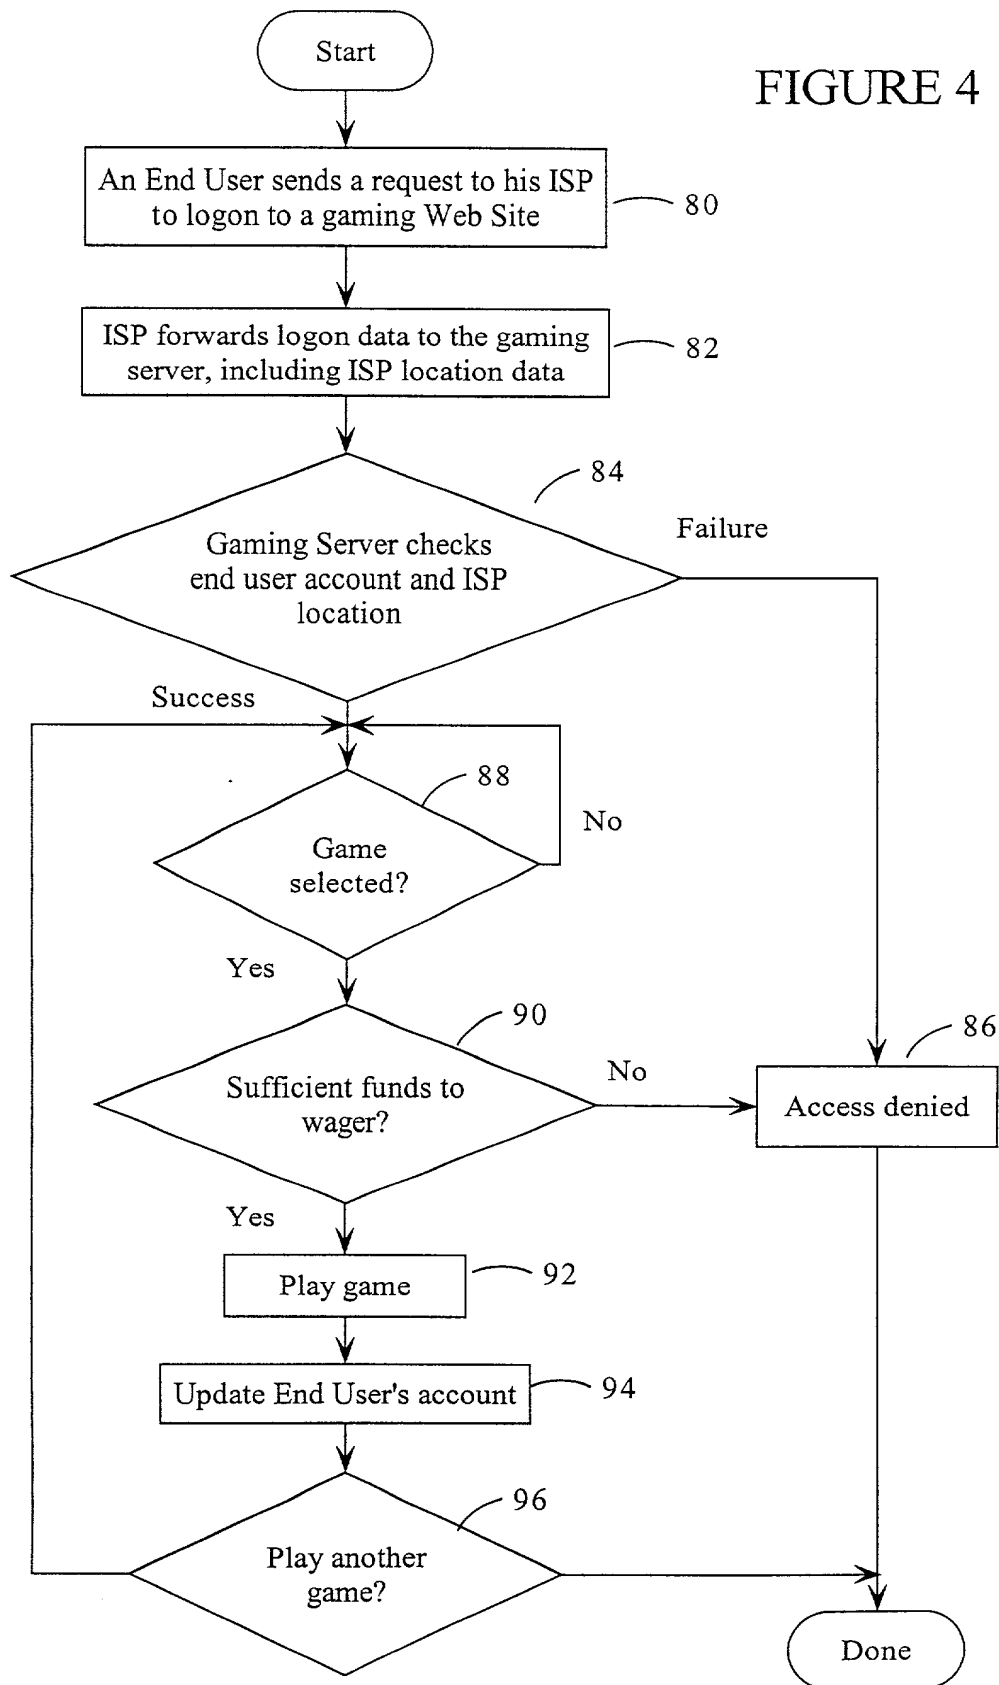 Start
FIGURE 4
An End User sends a request to his ISP
to logon to a gaming Web Site
80
ISP forwards logon data to the gaming
server, including ISP location data
82
84
Failure
Gaming Server checks
end user account and ISP
location
Success
88
No
Game
selected?
Yes
90
86
No
Sufficient funds to
wager?
Access denied
Yes
Play game
92
Update End User's account
94
96
Play another
game?
Done